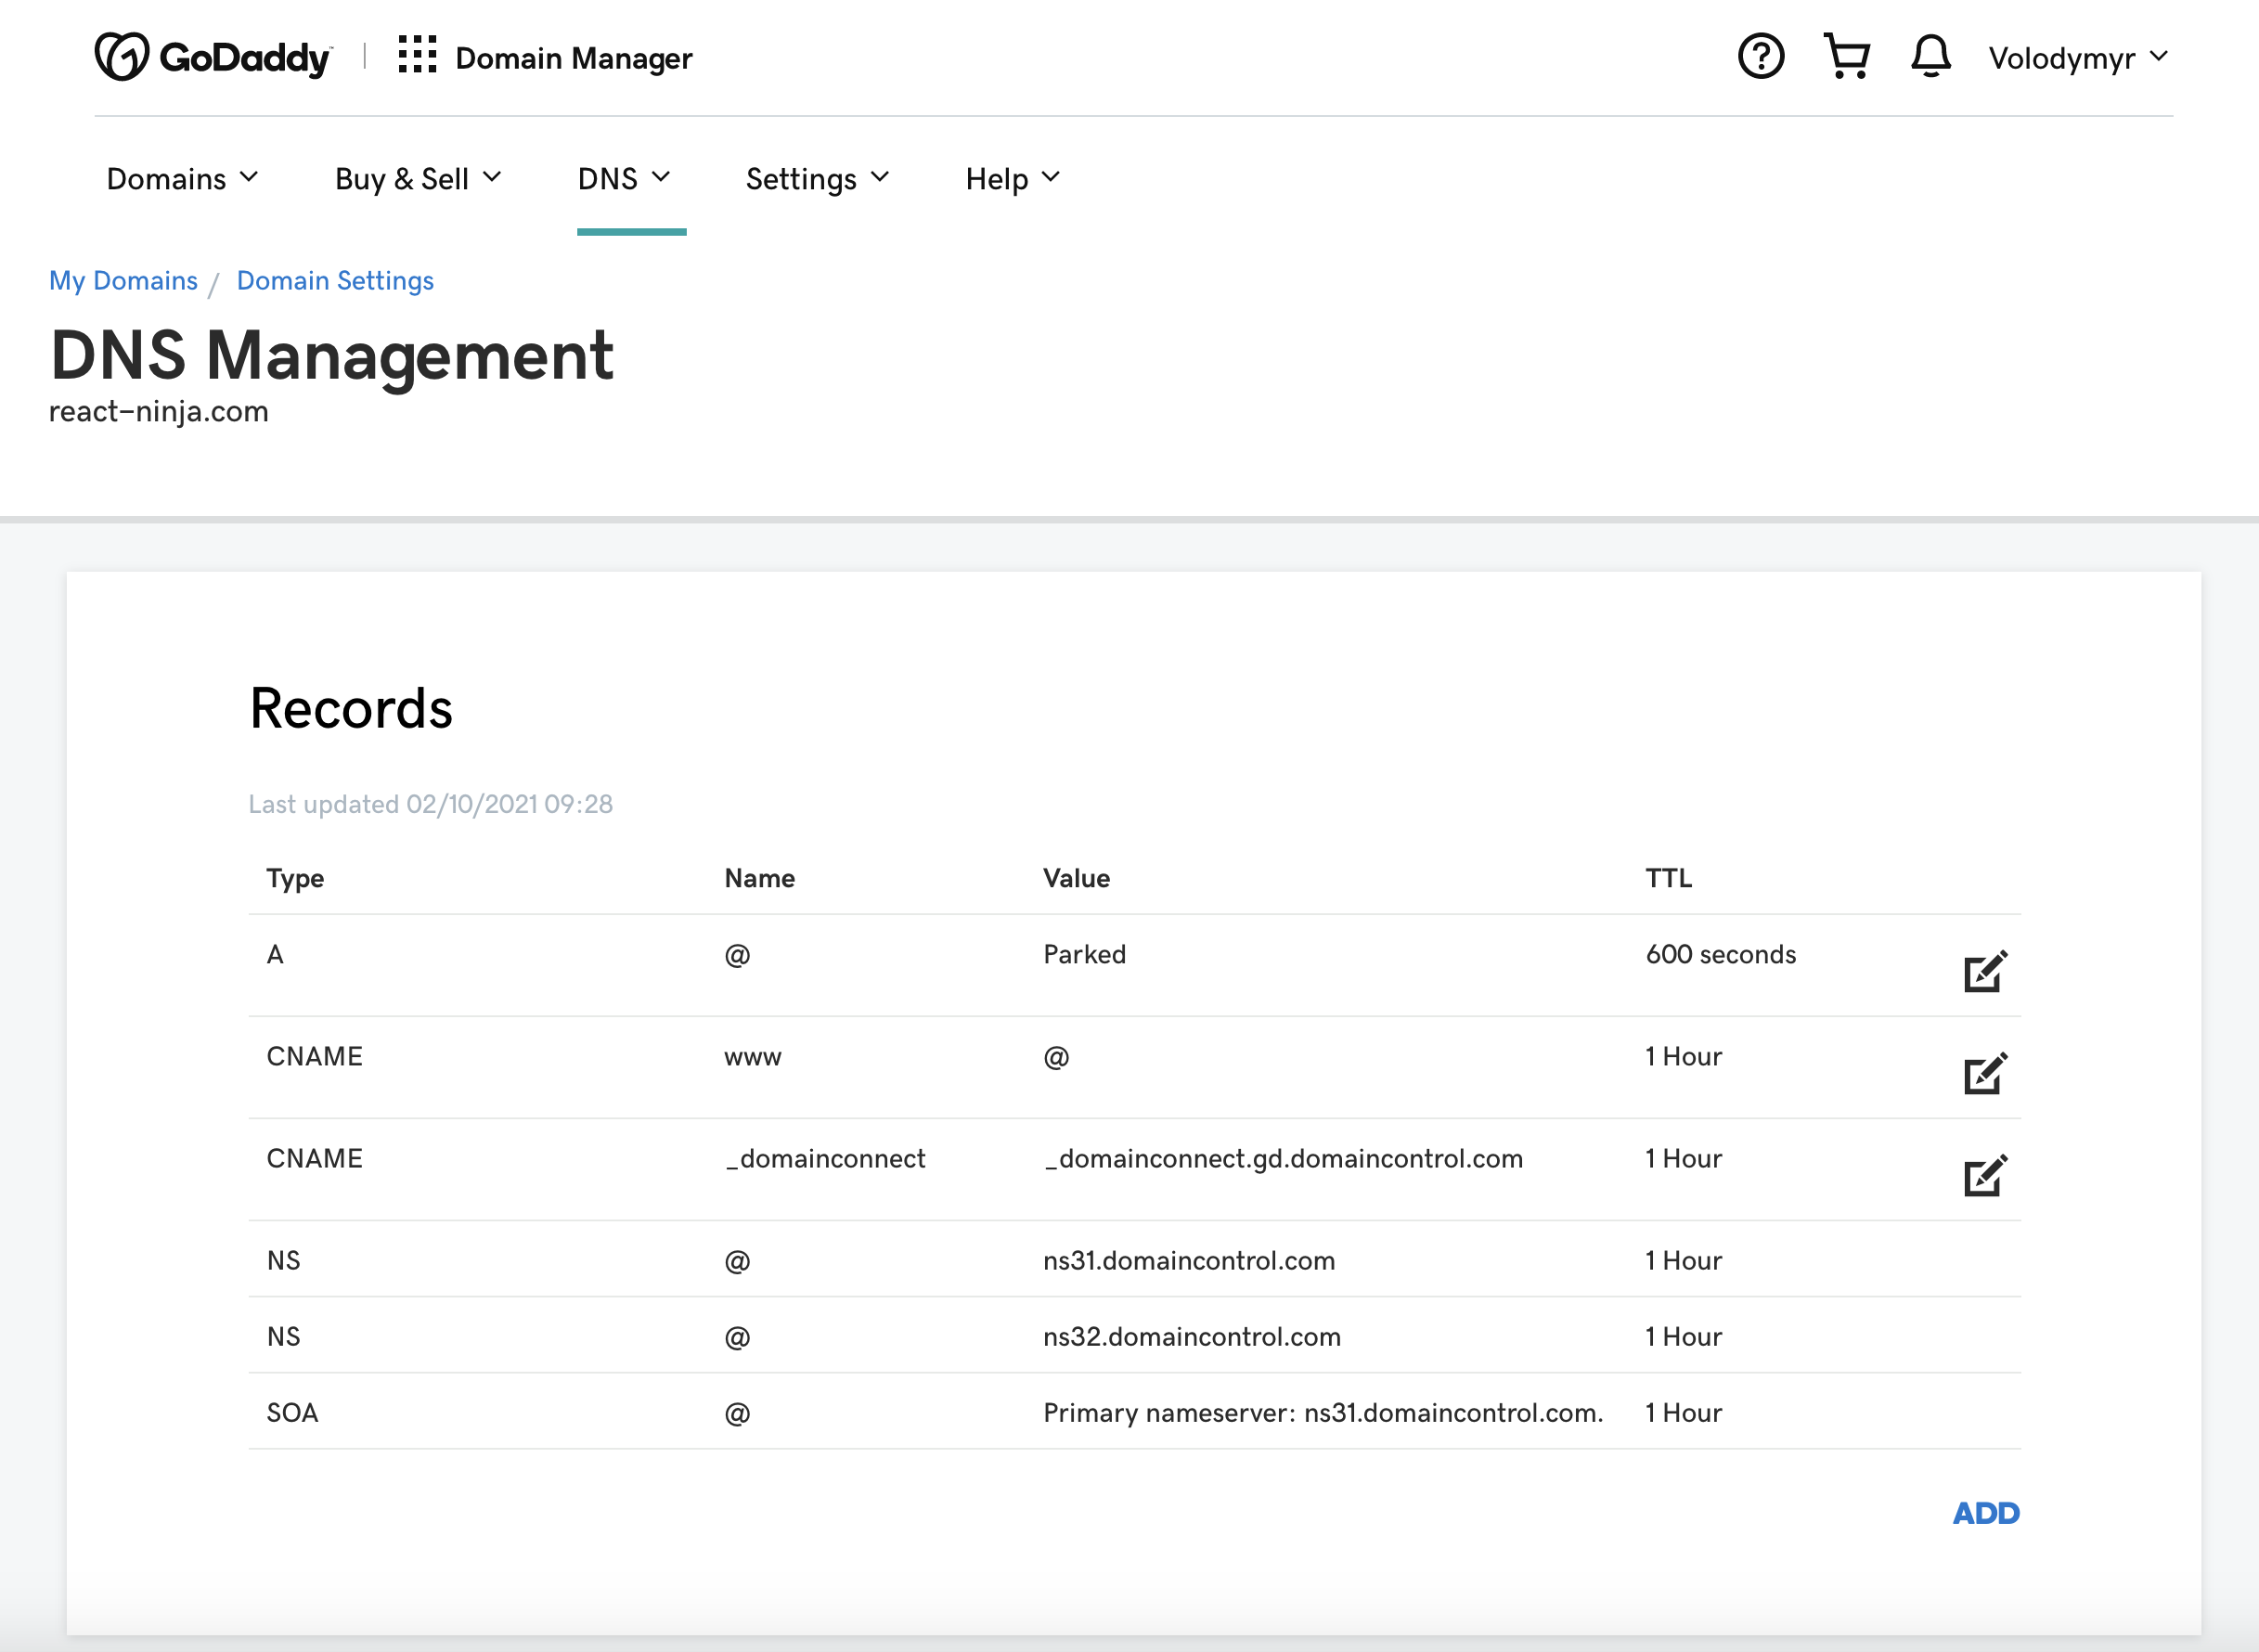 GoDaddy™ Domain Manager Volodymyr
Domains Buy & Sell DNS Settings Help
My Domains / Domain Settings
DNS Management
react-ninja.com
Records
Last updated 02/10/2021 09:28
Type Name Value TTL
A @ Parked 600 seconds
CNAME www @ 1 Hour
CNAME _domainconnect _domainconnect.gd.domaincontrol.com 1 Hour
NS @ ns31.domaincontrol.com 1 Hour
NS @ ns32.domaincontrol.com 1 Hour
SOA @ Primary nameserver: ns31.domaincontrol.com. 1 Hour
ADD